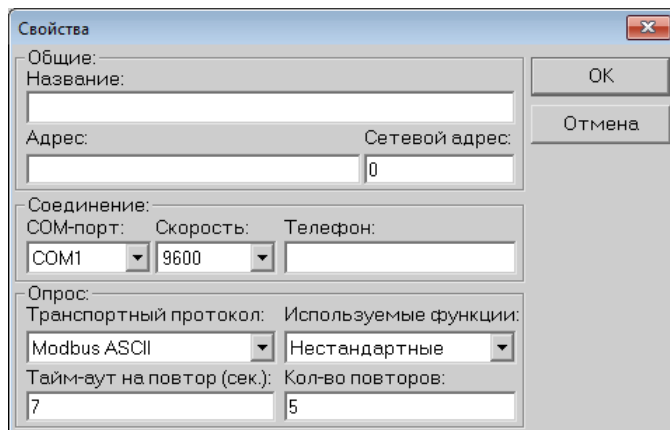 Свойства
Общие:
Название:
OK
Отмена
Адрес: Сетевой адрес:
0
Соединение:
COM-порт: Скорость: Телефон:
COM1 9600
Опрос:
Транспортный протокол: Используемые функции:
Modbus ASCII Нестандартные
Тайм-аут на повтор (сек.): Кол-во повторов:
7 5